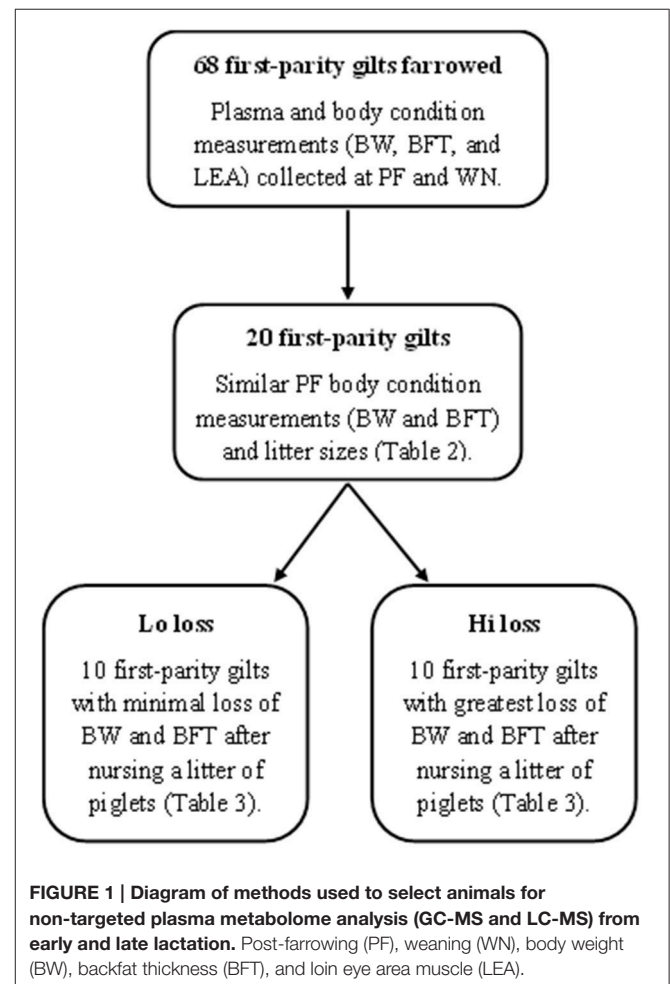 68 first-parity gilts farrowed
Plasma and body condition
measurements (BW, BFT, and
LEA) collected at PF and WN.
20 first-parity gilts
Similar PF body condition
measurements (BW and BFT)
and litter sizes (Table 2).
Lo loss
10 first-parity gilts
with minimal loss of
BW and BFT after
nursing a litter of
piglets (Table 3).
Hi loss
10 first-parity gilts
with greatest loss of
BW and BFT after
nursing a litter of
piglets (Table 3).
FIGURE 1 | Diagram of methods used to select animals for
non-targeted plasma metabolome analysis (GC-MS and LC-MS) from
early and late lactation. Post-farrowing (PF), weaning (WN), body weight
(BW), backfat thickness (BFT), and loin eye area muscle (LEA).